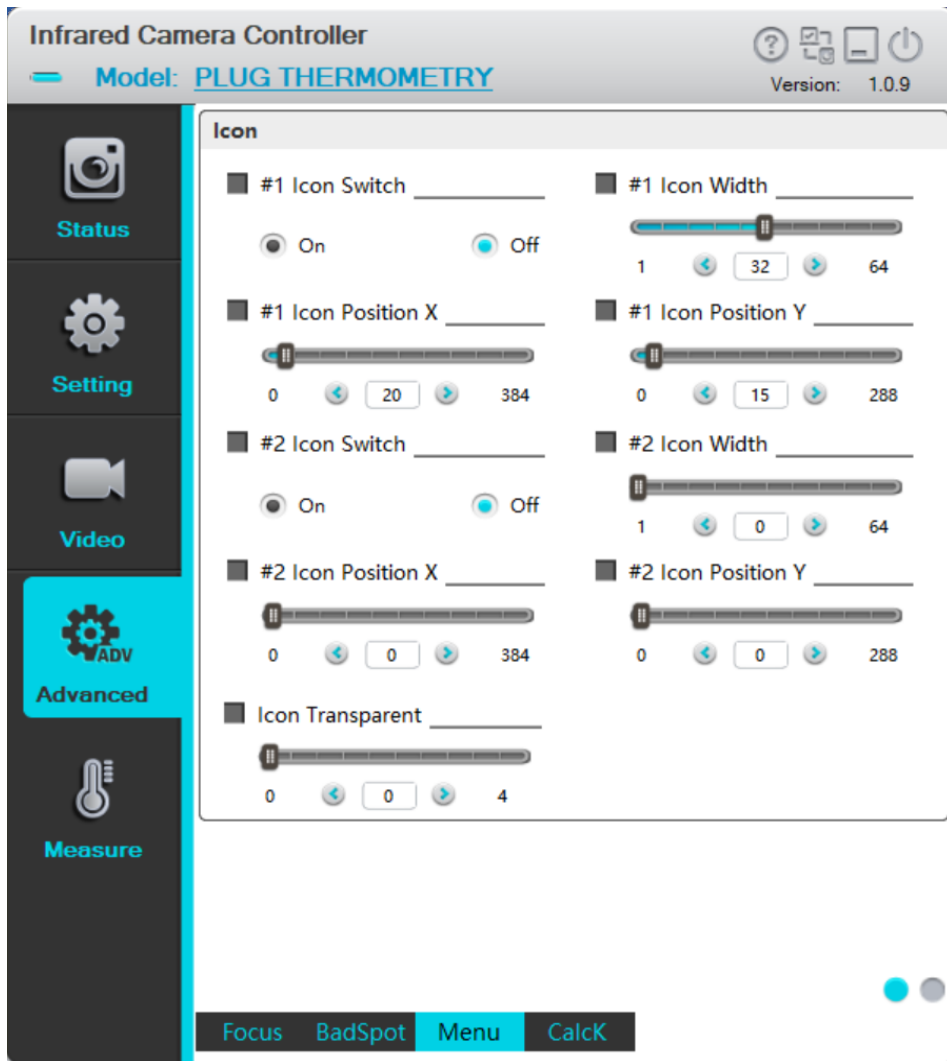 Infrared Camera Controller
Model: PLUG THERMOMETRY
Version: 1.0.9
Status
Setting
Video
ADV
Advanced
Measure
Icon
#1 Icon Switch
On Off
#1 Icon Width
1 32 64
#1 Icon Position X
0 20 384
#1 Icon Position Y
0 15 288
#2 Icon Switch
On Off
#2 Icon Width
1 0 64
#2 Icon Position X
0 0 384
#2 Icon Position Y
0 0 288
Icon Transparent
0 0 4
Focus BadSpot Menu CalcK